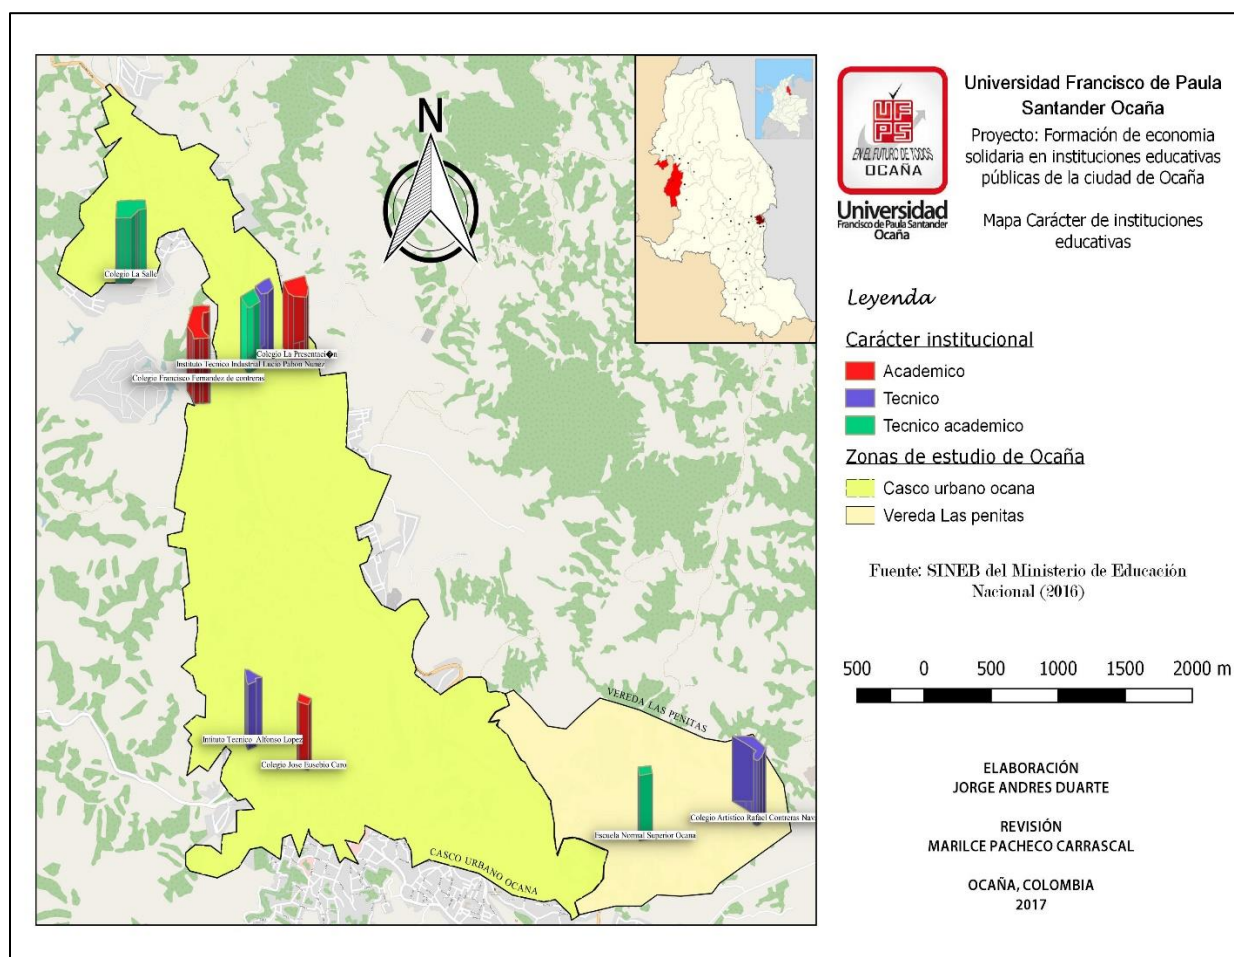 N
Colegio La Salle
Colegio La Presentaci�n
Instituto Tecnico Industrial Lucio Pabon Nunez
Colegio Francisco Fernandez de contreras
Intituto Tecnico Alfonso Lopez
Colegio Jose Eusebio Caro
VEREDA LAS PENITAS
Colegio Artistico Rafael Contreras Nav
Escuela Normal Superior Ocana
CASCO URBANO OCANA
UFPS
EN EL FUTURO DE TODOS
OCAÑA
Universidad
Francisco de Paula Santander
Ocaña
Universidad Francisco de Paula
Santander Ocaña
Proyecto: Formación de economia
solidaria en instituciones educativas
públicas de la ciudad de Ocaña
Mapa Carácter de instituciones
educativas
Leyenda
Carácter institucional
Academico
Tecnico
Tecnico academico
Zonas de estudio de Ocaña
Casco urbano ocana
Vereda Las penitas
Fuente: SINEB del Ministerio de Educación
Nacional (2016)
500 0 500 1000 1500 2000 m
ELABORACIÓN
JORGE ANDRES DUARTE
REVISIÓN
MARILCE PACHECO CARRASCAL
OCAÑA, COLOMBIA
2017